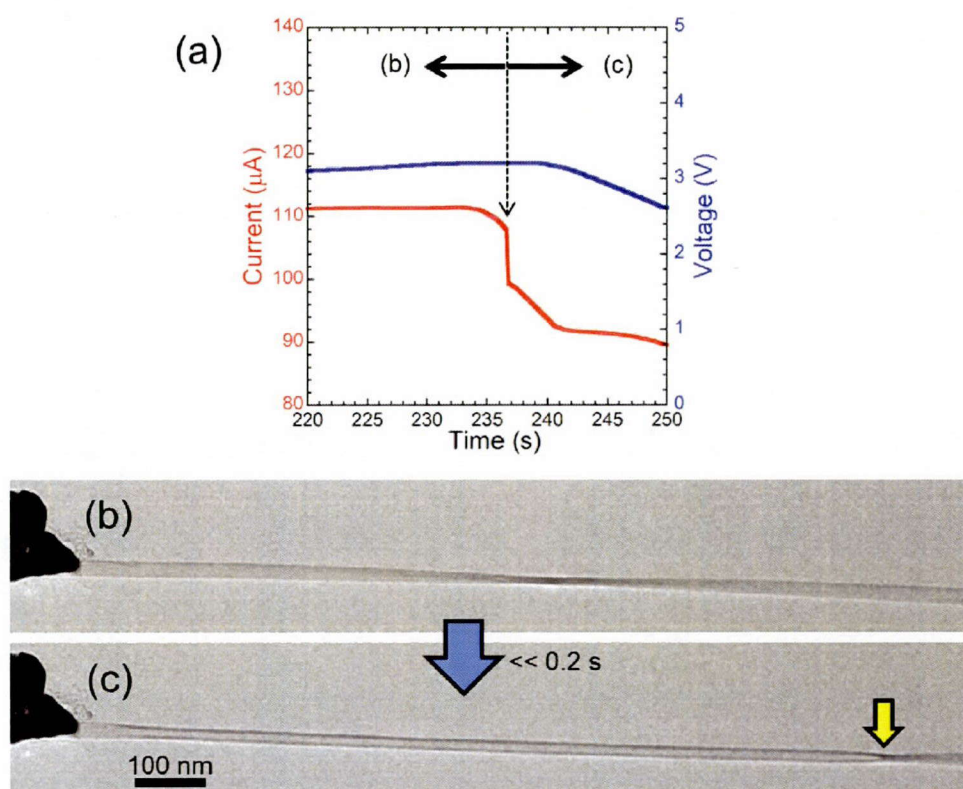 (a)
140
130
120
110
100
90
80
Current (μA)
(b)
(c)
5
4
3
2
1
0
Voltage (V)
220
225
230
235
240
245
250
Time (s)
(b)
<< 0.2 s
(c)
100 nm